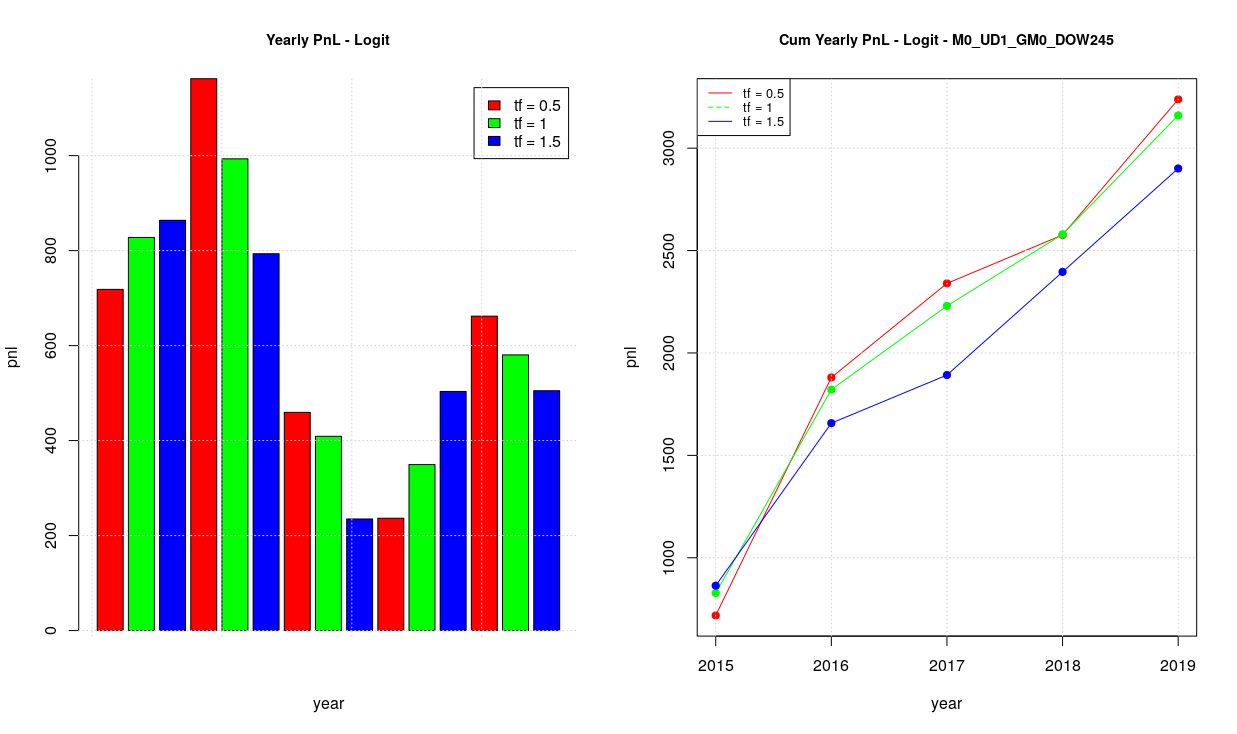 Yearly PnL - Logit
tf = 0.5
tf = 1
tf = 1.5
pnl
0
200
400
600
800
1000
year
Cum Yearly PnL - Logit - M0_UD1_GM0_DOW245
tf = 0.5
tf = 1
tf = 1.5
pnl
1000
1500
2000
2500
3000
2015 2016 2017 2018 2019
year